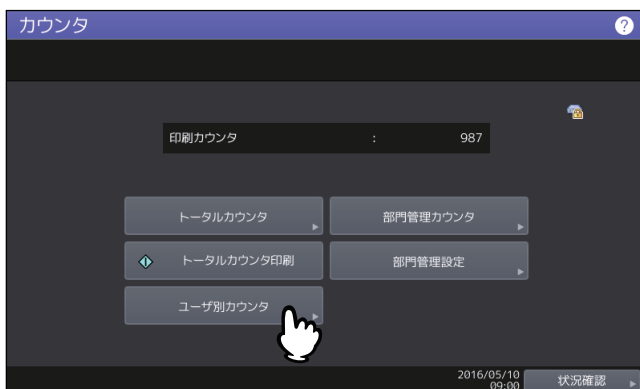 カウンタ
?
印刷カウンタ : 987
トータルカウンタ
部門管理カウンタ
トータルカウンタ印刷
部門管理設定
ユーザ別カウンタ
2016/05/10
09:00
状況確認